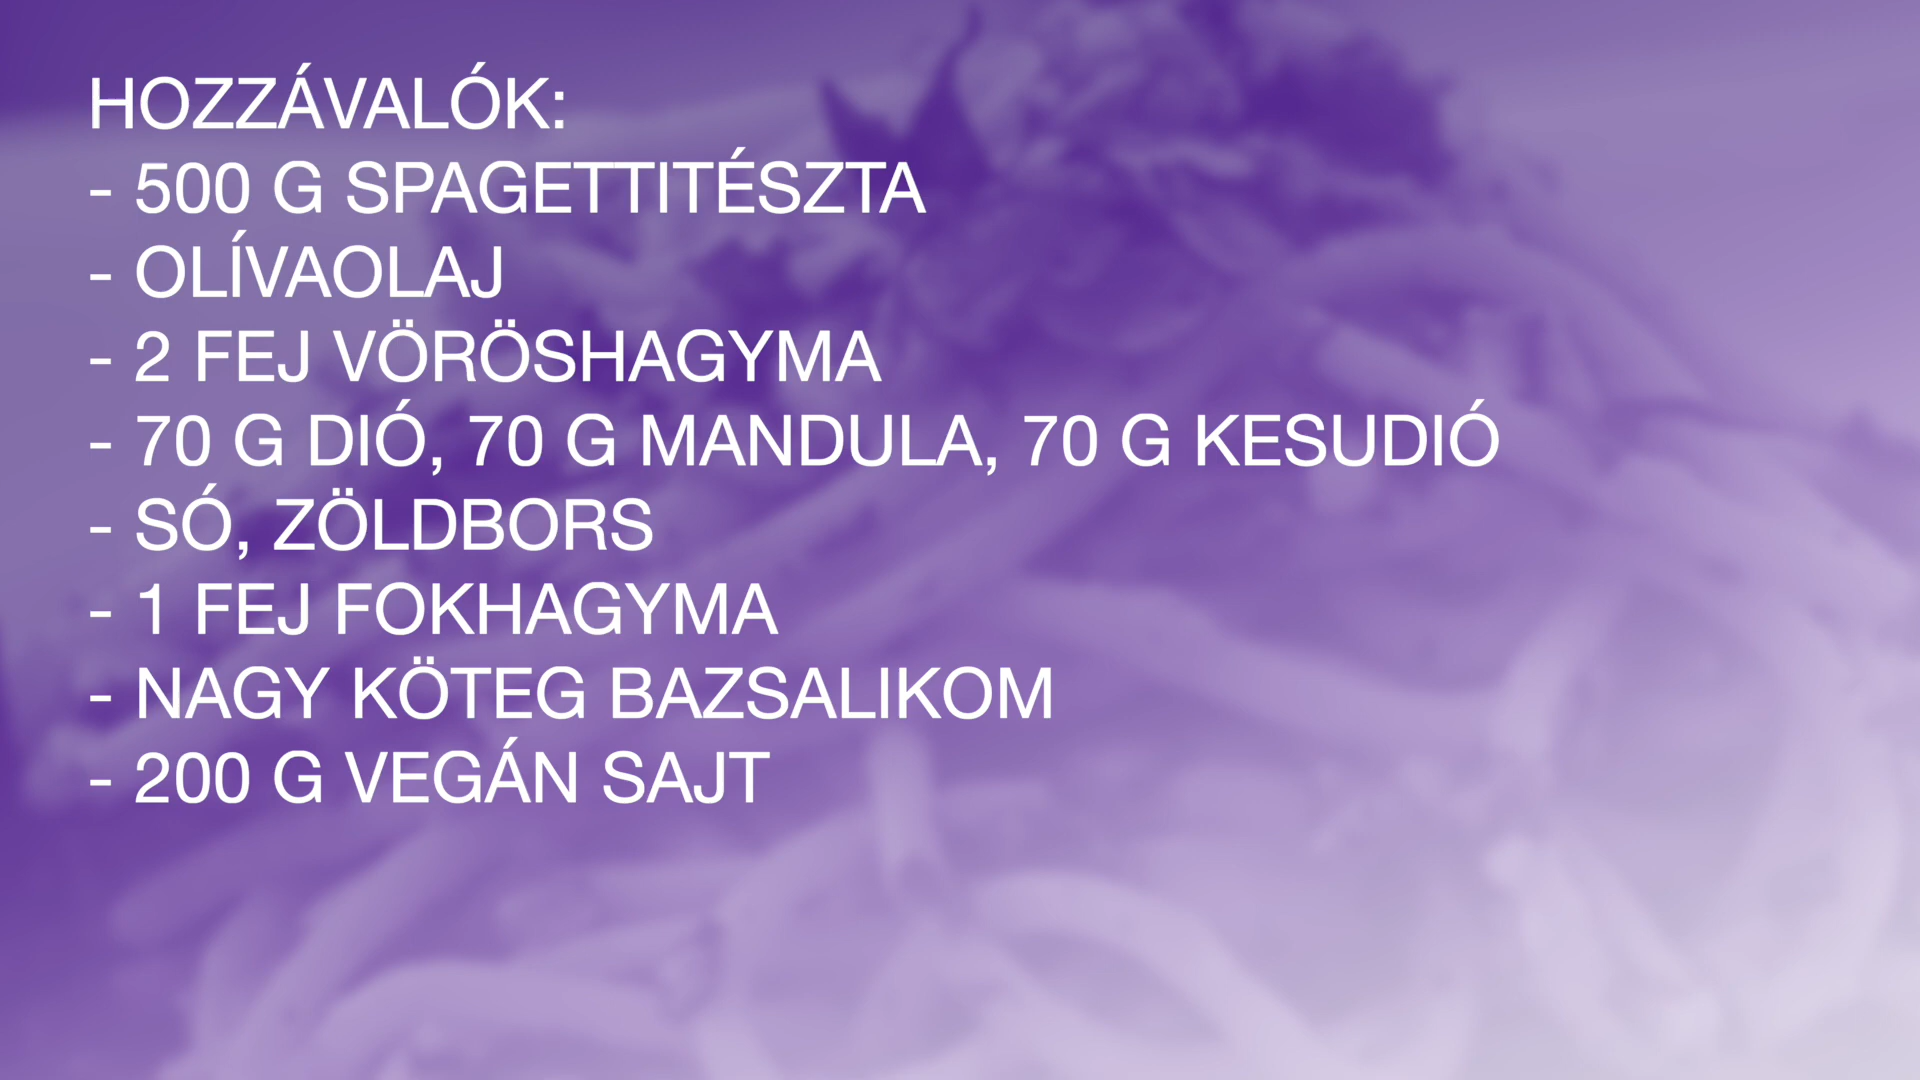 HOZZÁVALÓK:
- 500 G SPAGETTITÉSZTA
- OLÍVAOLAJ
- 2 FEJ VÖRÖSHAGYMA
- 70 G DIÓ, 70 G MANDULA, 70 G KESUDIÓ
- SÓ, ZÖLDBORS
- 1 FEJ FOKHAGYMA
- NAGY KÖTEG BAZSALIKOM
- 200 G VEGÁN SAJT